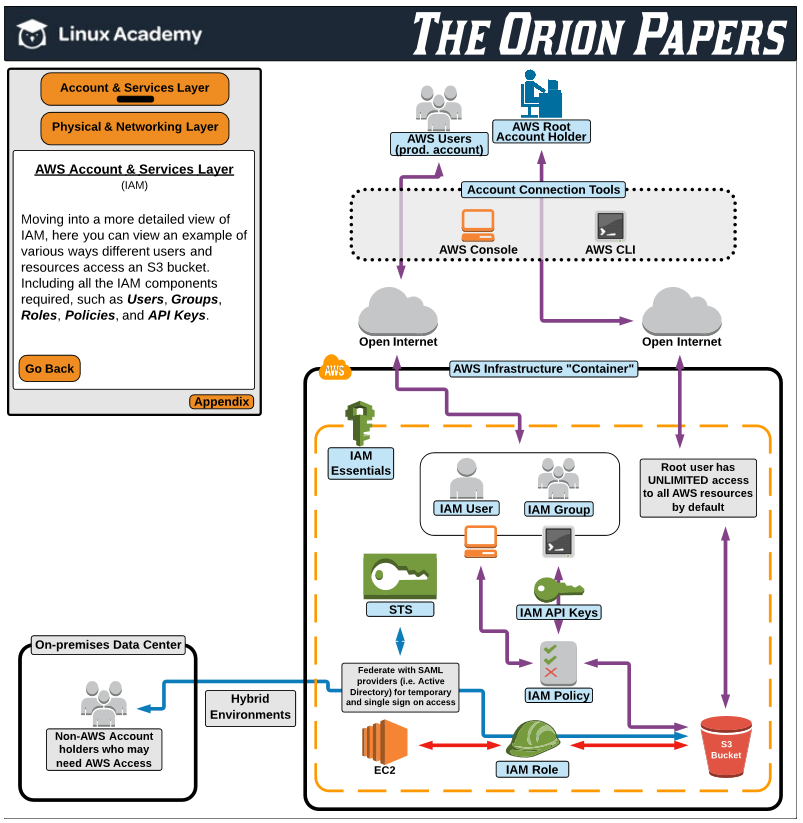 Linux Academy
THE ORION PAPERS
Account & Services Layer
Physical & Networking Layer
AWS Account & Services Layer
(IAM)
Moving into a more detailed view of
IAM, here you can view an example of
various ways different users and
resources access an S3 bucket.
Including all the IAM components
required, such as Users, Groups,
Roles, Policies, and API Keys.
Go Back
Appendix
AWS Users
(prod. account)
AWS Root
Account Holder
Account Connection Tools
AWS Console
AWS CLI
Open Internet
Open Internet
AWS
AWS Infrastructure "Container"
IAM
Essentials
IAM User
IAM Group
Root user has
UNLIMITED access
to all AWS resources
by default
STS
IAM API Keys
Federate with SAML
providers (i.e. Active
Directory) for temporary
and single sign on access
IAM Policy
On-premises Data Center
Non-AWS Account
holders who may
need AWS Access
Hybrid
Environments
EC2
IAM Role
S3
Bucket